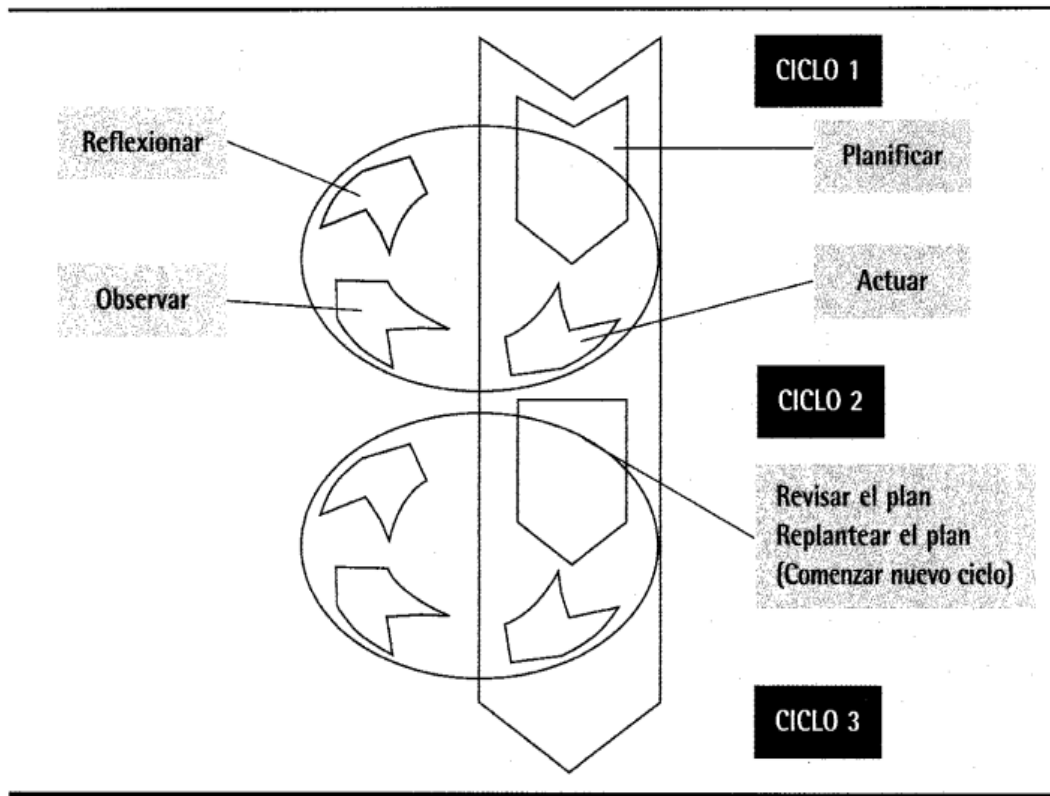 CICLO 1
Reflexionar
Planificar
Observar
Actuar
CICLO 2
Revisar el plan
Replantear el plan
(Comenzar nuevo ciclo)
CICLO 3